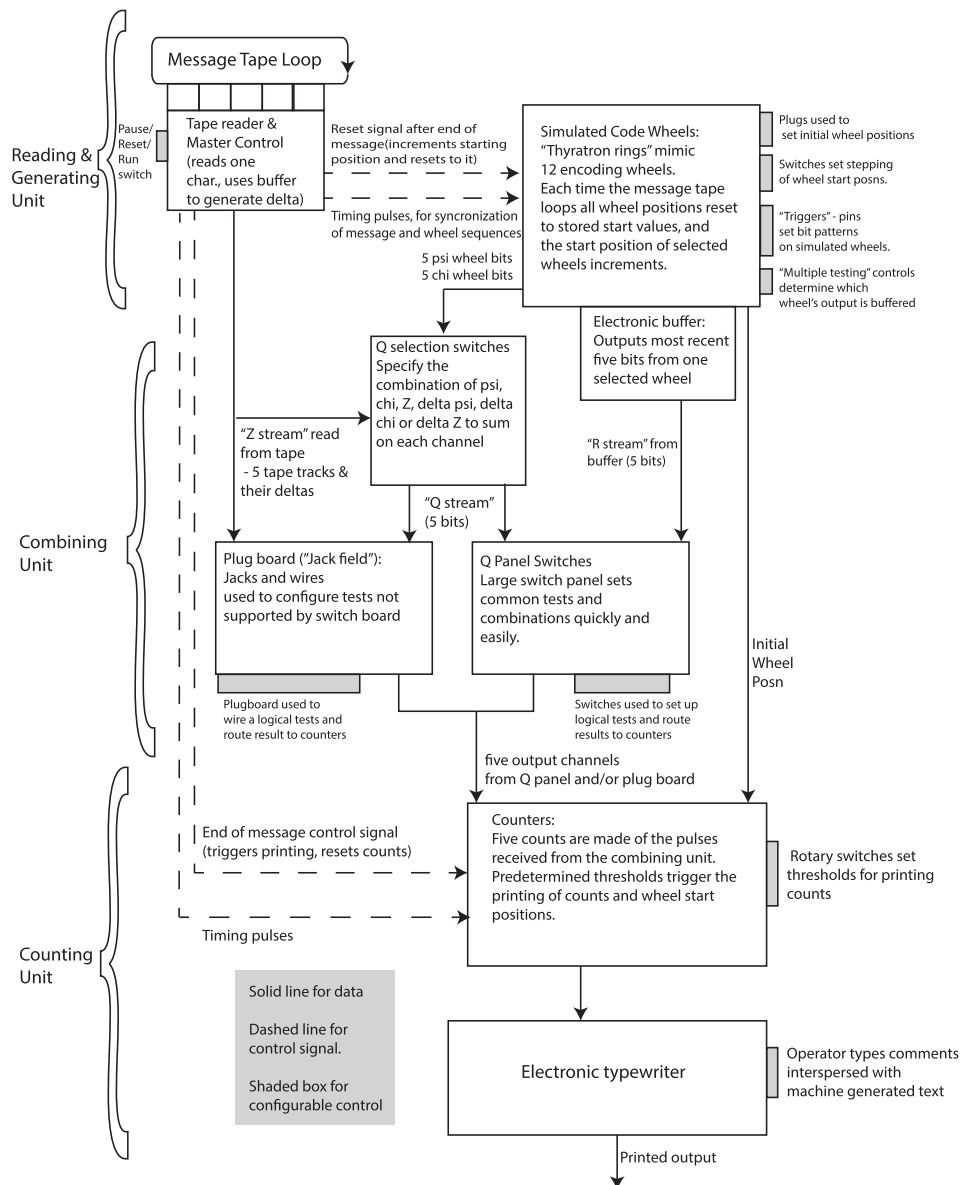 Message Tape Loop
Reading &
Generating
Unit
Pause/
Reset/
Run
switch
Tape reader &
Master Control
(reads one
char., uses buffer
to generate delta)
Reset signal after end of
message(increments starting
position and resets to it)
Timing pulses, for syncronization
of message and wheel sequences
Simulated Code Wheels:
“Thyratron rings” mimic
12 encoding wheels.
Each time the message tape
loops all wheel positions reset
to stored start values, and
the start position of selected
wheels increments.
Plugs used to
set initial wheel positions
Switches set stepping
of wheel start posns.
“Triggers” - pins
set bit patterns
on simulated wheels.
“Multiple testing” controls
determine which
wheel’s output is buffered
5 psi wheel bits
5 chi wheel bits
Electronic buffer:
Outputs most recent
five bits from one
selected wheel
Q selection switches
Specify the
combination of psi,
chi, Z, delta psi, delta
chi or delta Z to sum
on each channel
“Z stream” read
from tape
- 5 tape tracks &
their deltas
“R stream” from
buffer (5 bits)
“Q stream”
(5 bits)
Combining
Unit
Plug board (”Jack field”):
Jacks and wires
used to configure tests not
supported by switch board
Q Panel Switches
Large switch panel sets
common tests and
combinations quickly and
easily.
Initial
Wheel
Posn
Plugboard used to
wire a logical tests and
route result to counters
Switches used to set up
logical tests and route
results to counters
five output channels
from Q panel and/or plug board
Counting
Unit
End of message control signal
(triggers printing, resets counts)
Timing pulses
Counters:
Five counts are made of the pulses
received from the combining unit.
Predetermined thresholds trigger the
printing of counts and wheel start
positions.
Rotary switches set
thresholds for printing
counts
Solid line for data
Dashed line for
control signal.
Shaded box for
configurable control
Electronic typewriter
Operator types comments
interspersed with
machine generated text
Printed output